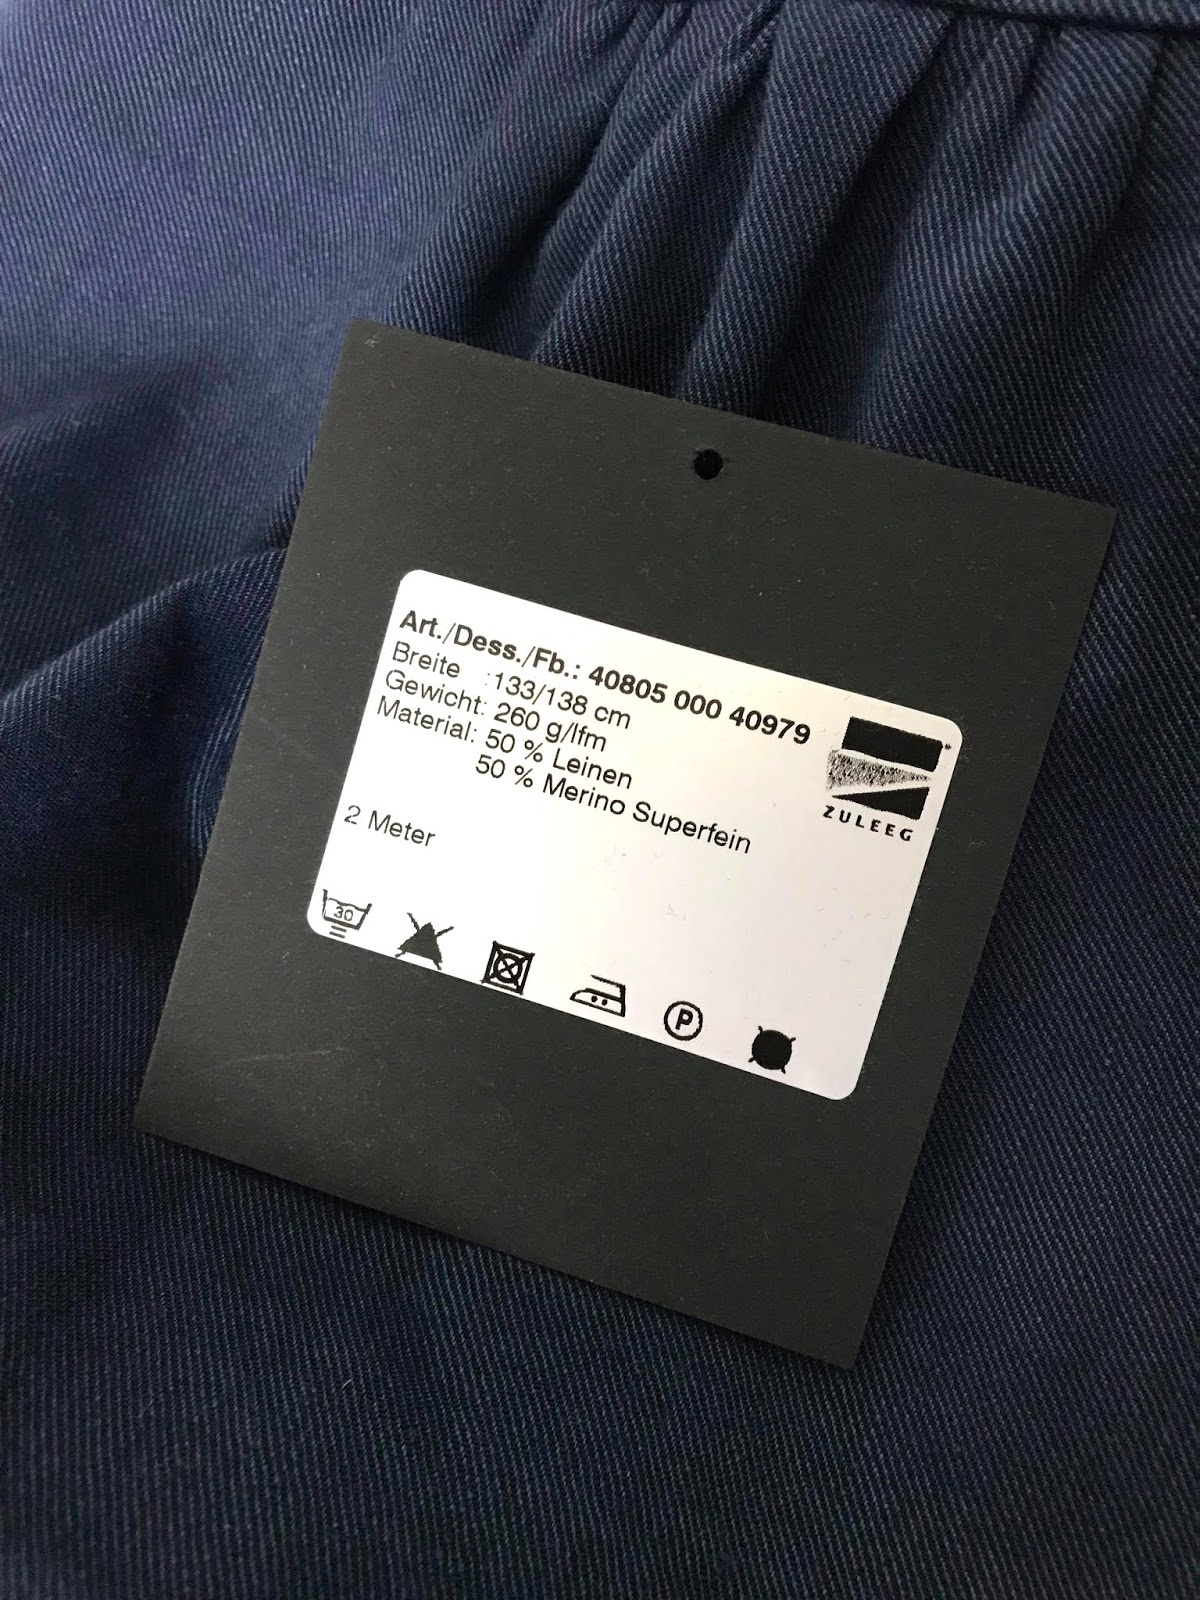 Art./Dess./Fb.: 40805 000 40979
Breite :133/138 cm
Gewicht: 260 g/lfm
Material: 50 % Leinen
50 % Merino Superfein
ZULEEG
2 Meter
30
P